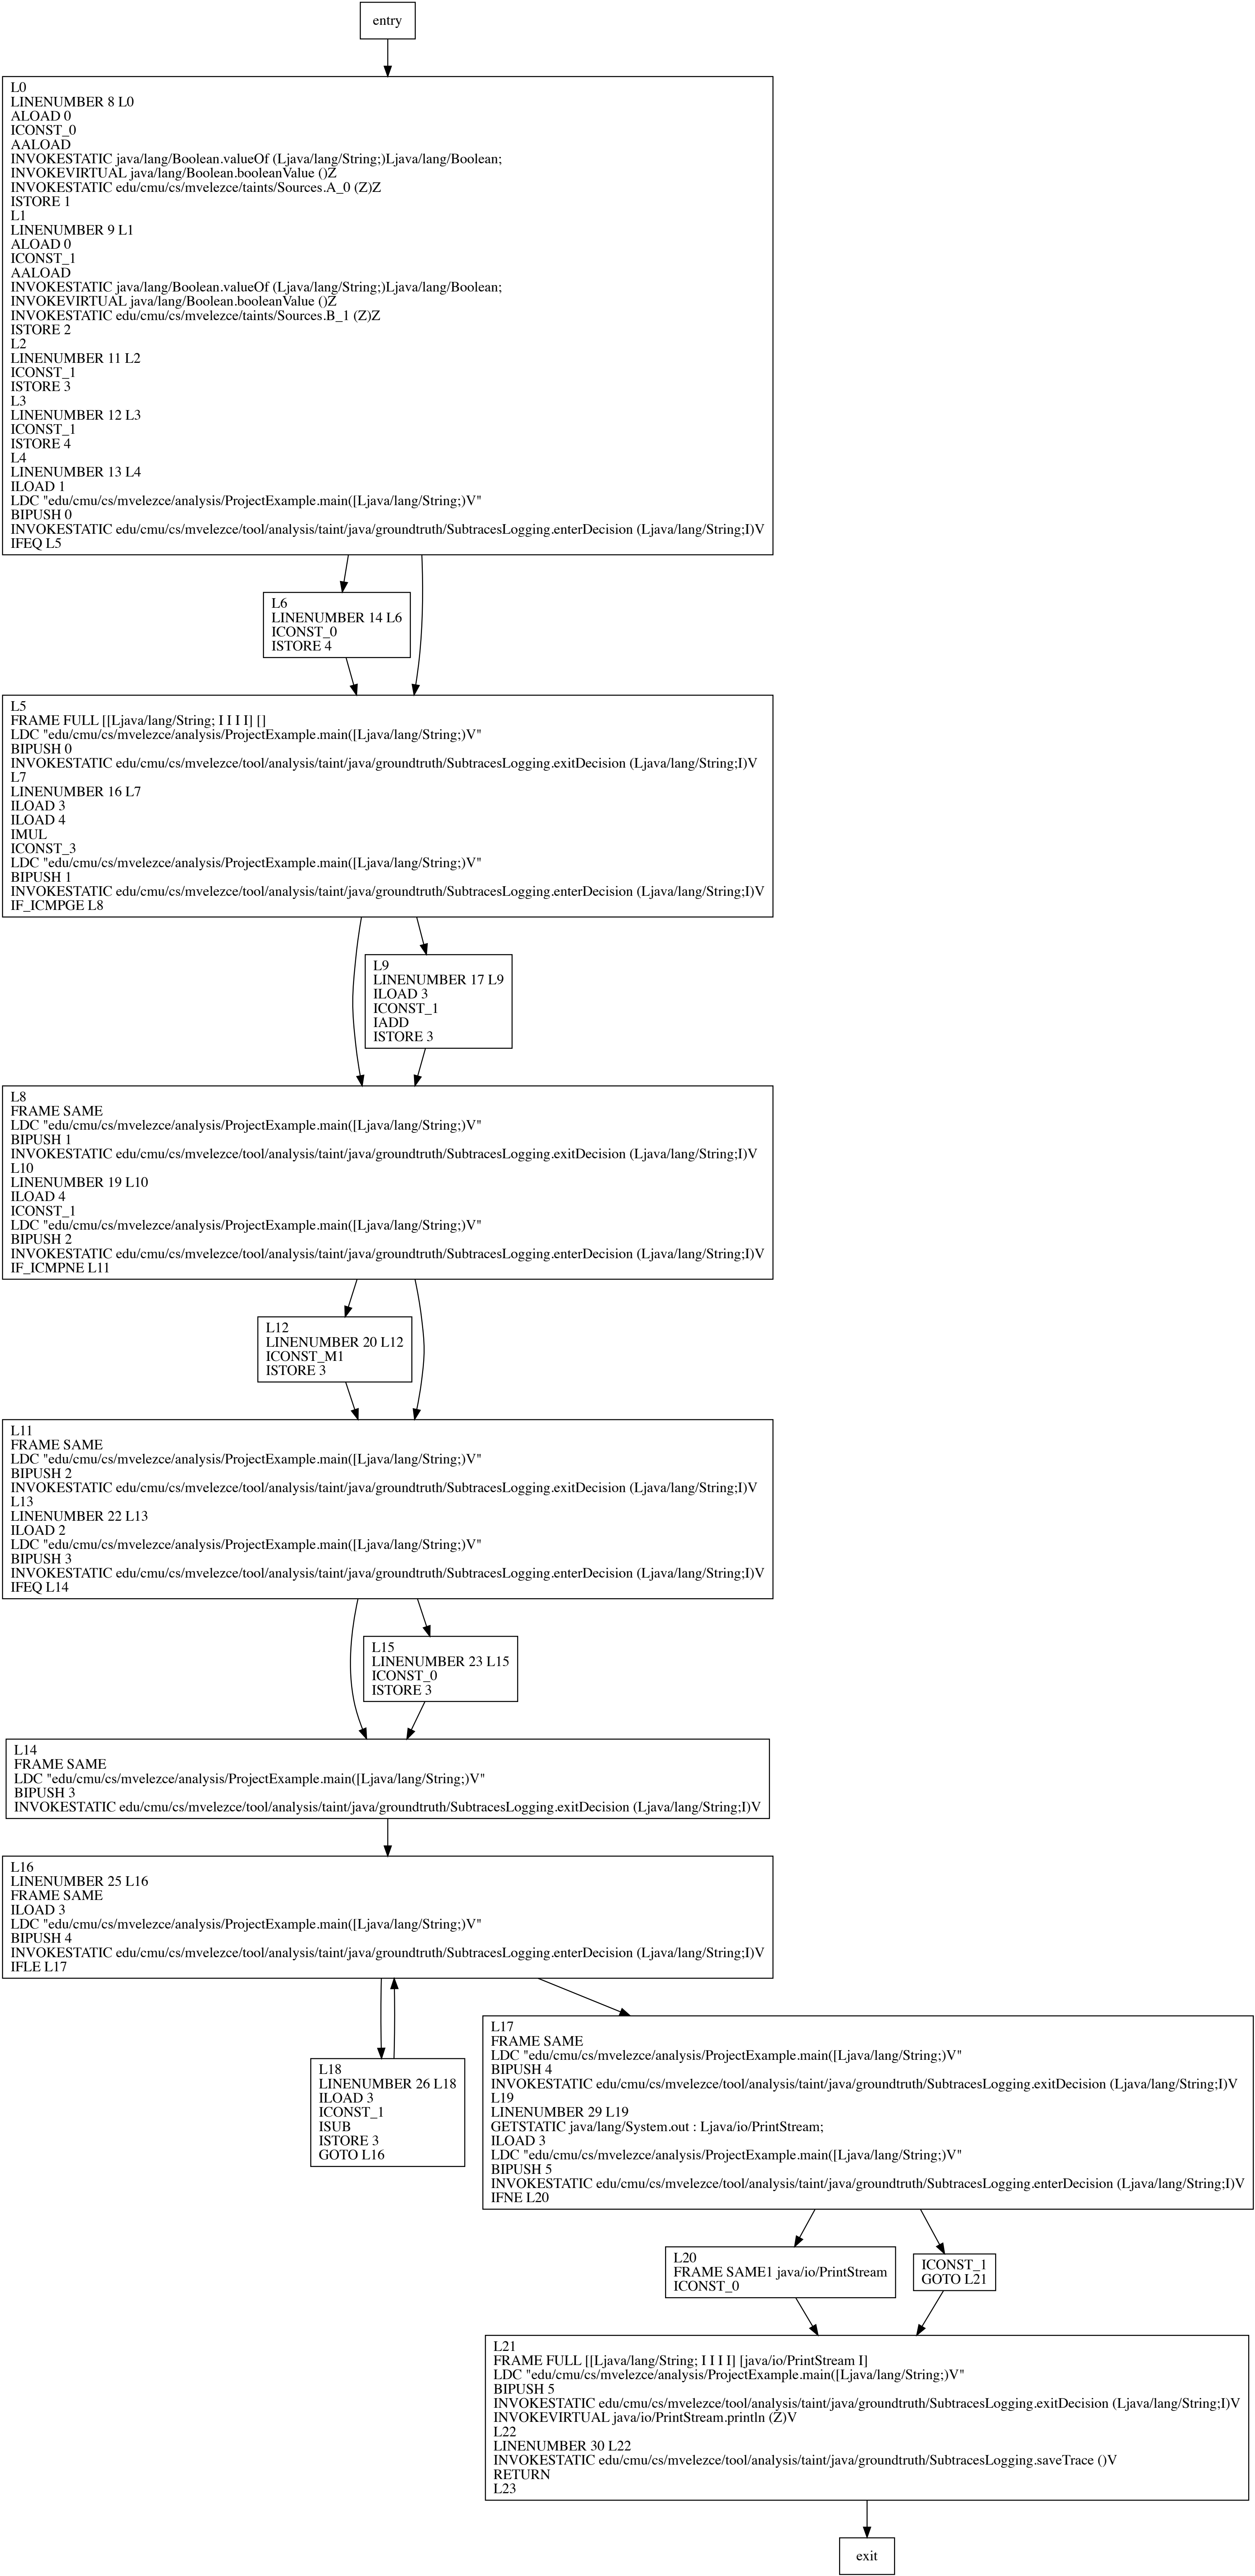 entry
L0
LINENUMBER 8 L0
ALOAD 0
ICONST_0
AALOAD
INVOKESTATIC java/lang/Boolean.valueOf (Ljava/lang/String;)Ljava/lang/Boolean;
INVOKEVIRTUAL java/lang/Boolean.booleanValue ()Z
INVOKESTATIC edu/cmu/cs/mvelezce/taints/Sources.A_0 (Z)Z
ISTORE 1
L1
LINENUMBER 9 L1
ALOAD 0
ICONST_1
AALOAD
INVOKESTATIC java/lang/Boolean.valueOf (Ljava/lang/String;)Ljava/lang/Boolean;
INVOKEVIRTUAL java/lang/Boolean.booleanValue ()Z
INVOKESTATIC edu/cmu/cs/mvelezce/taints/Sources.B_1 (Z)Z
ISTORE 2
L2
LINENUMBER 11 L2
ICONST_1
ISTORE 3
L3
LINENUMBER 12 L3
ICONST_1
ISTORE 4
L4
LINENUMBER 13 L4
ILOAD 1
LDC "edu/cmu/cs/mvelezce/analysis/ProjectExample.main([Ljava/lang/String;)V"
BIPUSH 0
INVOKESTATIC edu/cmu/cs/mvelezce/tool/analysis/taint/java/groundtruth/SubtracesLogging.enterDecision (Ljava/lang/String;I)V
IFEQ L5
L6
LINENUMBER 14 L6
ICONST_0
ISTORE 4
L5
FRAME FULL [[Ljava/lang/String; I I I I] []
LDC "edu/cmu/cs/mvelezce/analysis/ProjectExample.main([Ljava/lang/String;)V"
BIPUSH 0
INVOKESTATIC edu/cmu/cs/mvelezce/tool/analysis/taint/java/groundtruth/SubtracesLogging.exitDecision (Ljava/lang/String;I)V
L7
LINENUMBER 16 L7
ILOAD 3
ILOAD 4
IMUL
ICONST_3
LDC "edu/cmu/cs/mvelezce/analysis/ProjectExample.main([Ljava/lang/String;)V"
BIPUSH 1
INVOKESTATIC edu/cmu/cs/mvelezce/tool/analysis/taint/java/groundtruth/SubtracesLogging.enterDecision (Ljava/lang/String;I)V
IF_ICMPGE L8
L9
LINENUMBER 17 L9
ILOAD 3
ICONST_1
IADD
ISTORE 3
L8
FRAME SAME
LDC "edu/cmu/cs/mvelezce/analysis/ProjectExample.main([Ljava/lang/String;)V"
BIPUSH 1
INVOKESTATIC edu/cmu/cs/mvelezce/tool/analysis/taint/java/groundtruth/SubtracesLogging.exitDecision (Ljava/lang/String;I)V
L10
LINENUMBER 19 L10
ILOAD 4
ICONST_1
LDC "edu/cmu/cs/mvelezce/analysis/ProjectExample.main([Ljava/lang/String;)V"
BIPUSH 2
INVOKESTATIC edu/cmu/cs/mvelezce/tool/analysis/taint/java/groundtruth/SubtracesLogging.enterDecision (Ljava/lang/String;I)V
IF_ICMPNE L11
L12
LINENUMBER 20 L12
ICONST_M1
ISTORE 3
L11
FRAME SAME
LDC "edu/cmu/cs/mvelezce/analysis/ProjectExample.main([Ljava/lang/String;)V"
BIPUSH 2
INVOKESTATIC edu/cmu/cs/mvelezce/tool/analysis/taint/java/groundtruth/SubtracesLogging.exitDecision (Ljava/lang/String;I)V
L13
LINENUMBER 22 L13
ILOAD 2
LDC "edu/cmu/cs/mvelezce/analysis/ProjectExample.main([Ljava/lang/String;)V"
BIPUSH 3
INVOKESTATIC edu/cmu/cs/mvelezce/tool/analysis/taint/java/groundtruth/SubtracesLogging.enterDecision (Ljava/lang/String;I)V
IFEQ L14
L15
LINENUMBER 23 L15
ICONST_0
ISTORE 3
L14
FRAME SAME
LDC "edu/cmu/cs/mvelezce/analysis/ProjectExample.main([Ljava/lang/String;)V"
BIPUSH 3
INVOKESTATIC edu/cmu/cs/mvelezce/tool/analysis/taint/java/groundtruth/SubtracesLogging.exitDecision (Ljava/lang/String;I)V
L16
LINENUMBER 25 L16
FRAME SAME
ILOAD 3
LDC "edu/cmu/cs/mvelezce/analysis/ProjectExample.main([Ljava/lang/String;)V"
BIPUSH 4
INVOKESTATIC edu/cmu/cs/mvelezce/tool/analysis/taint/java/groundtruth/SubtracesLogging.enterDecision (Ljava/lang/String;I)V
IFLE L17
L18
LINENUMBER 26 L18
ILOAD 3
ICONST_1
ISUB
ISTORE 3
GOTO L16
L17
FRAME SAME
LDC "edu/cmu/cs/mvelezce/analysis/ProjectExample.main([Ljava/lang/String;)V"
BIPUSH 4
INVOKESTATIC edu/cmu/cs/mvelezce/tool/analysis/taint/java/groundtruth/SubtracesLogging.exitDecision (Ljava/lang/String;I)V
L19
LINENUMBER 29 L19
GETSTATIC java/lang/System.out : Ljava/io/PrintStream;
ILOAD 3
LDC "edu/cmu/cs/mvelezce/analysis/ProjectExample.main([Ljava/lang/String;)V"
BIPUSH 5
INVOKESTATIC edu/cmu/cs/mvelezce/tool/analysis/taint/java/groundtruth/SubtracesLogging.enterDecision (Ljava/lang/String;I)V
IFNE L20
L20
FRAME SAME1 java/io/PrintStream
ICONST_0
ICONST_1
GOTO L21
L21
FRAME FULL [[Ljava/lang/String; I I I I] [java/io/PrintStream I]
LDC "edu/cmu/cs/mvelezce/analysis/ProjectExample.main([Ljava/lang/String;)V"
BIPUSH 5
INVOKESTATIC edu/cmu/cs/mvelezce/tool/analysis/taint/java/groundtruth/SubtracesLogging.exitDecision (Ljava/lang/String;I)V
INVOKEVIRTUAL java/io/PrintStream.println (Z)V
L22
LINENUMBER 30 L22
INVOKESTATIC edu/cmu/cs/mvelezce/tool/analysis/taint/java/groundtruth/SubtracesLogging.saveTrace ()V
RETURN
L23
exit